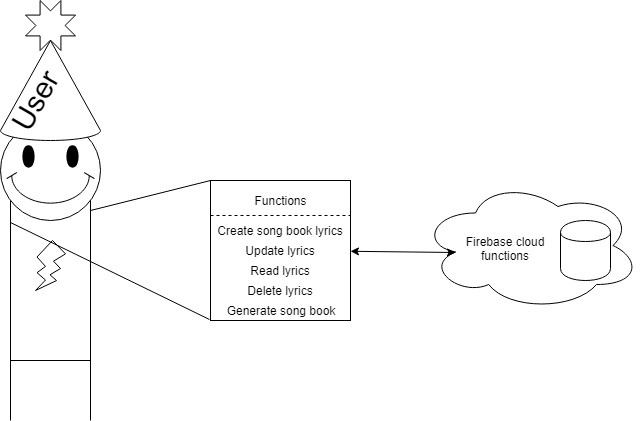 User
Functions
Create song book lyrics
Update lyrics
Read lyrics
Delete lyrics
Generate song book
Firebase cloud
functions